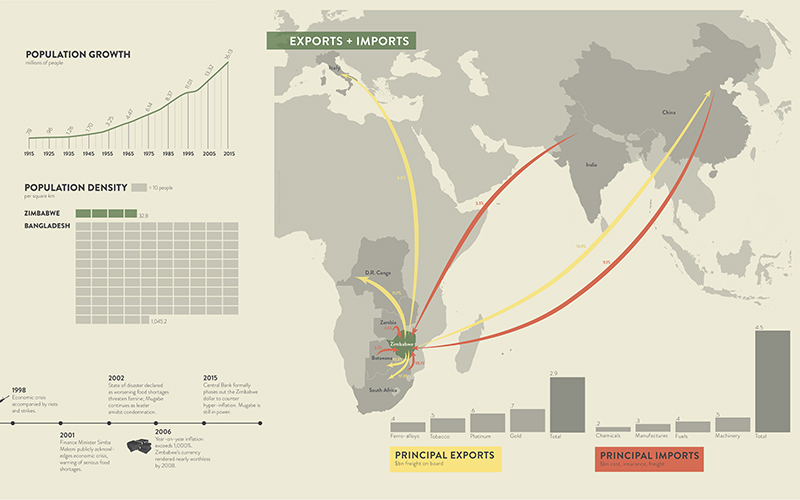 POPULATION GROWTH
millions of people
.78
.96
1.26
1.70
3.25
4.47
6.14
8.37
11.01
13.32
16.13
1915 1925 1935 1945 1955 1965 1975 1985 1995 2005 2015
POPULATION DENSITY = 10 people
per square km
ZIMBABWE 32.8
BANGLADESH
1,045.2
1998
Economic crisis
accompanied by riots
and strikes.
2002
State of disaster declared
as worsening food shortages
threaten famine; Mugabe
continues as leader
amidst condemnation.
2015
Central Bank formally
phases out the Zimbabwe
dollar to counter
hyper-inflation. Mugabe is
still in power.
2001
Finance Minister Simba
Makoni publicly acknowl-
edges economic crisis,
warning of serious food
shortages.
2006
Year-on-year inflation
exceeds 1,000%.
Zimbabwe's currency
rendered nearly worthless
by 2008.
EXPORTS + IMPORTS
Italy
China
India
D.R. Congo
Zambia
Zimbabwe
Botswana
South Africa
.4 .5 .6 .7 2.9
Ferro-alloys Tobacco Platinum Gold Total
PRINCIPAL EXPORTS
$bn freight on board
.2 .3 .4 .5 4.5
Chemicals Manufactures Fuels Machinery Total
PRINCIPAL IMPORTS
$bn cost, insurance, freight